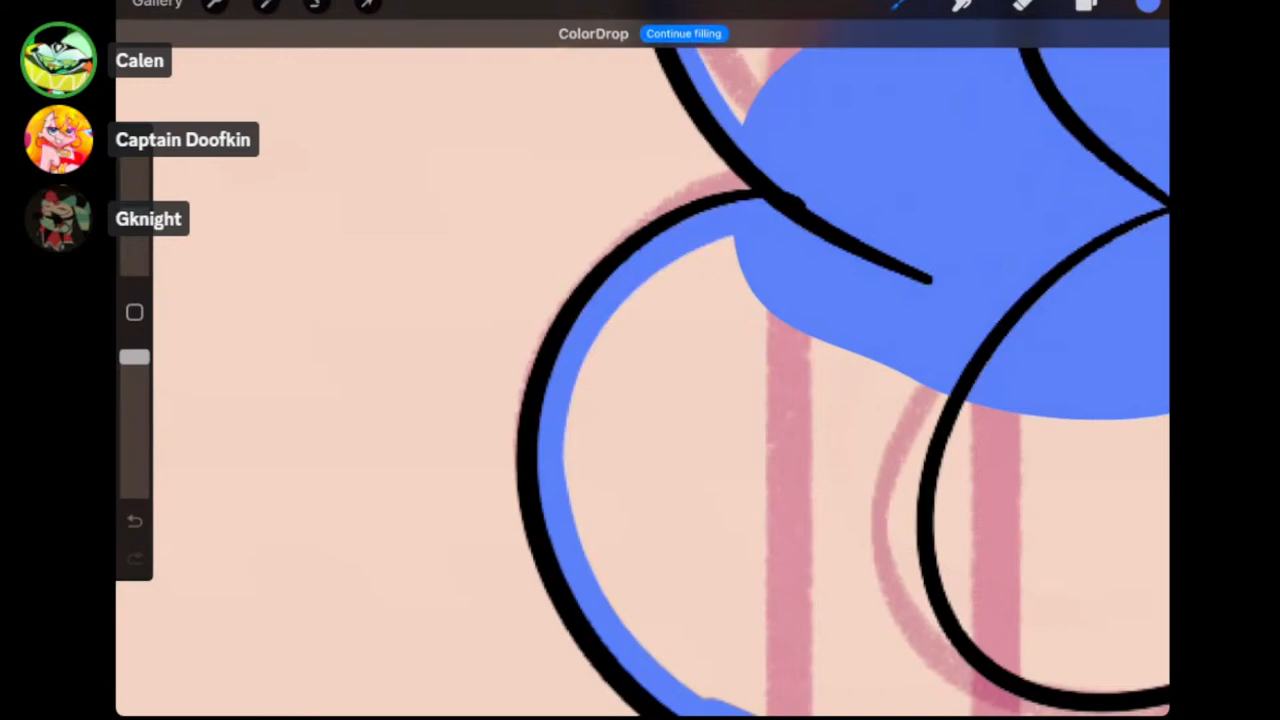 Gallery
ColorDrop Continue filling
Calen
Captain Doofkin
Gknight